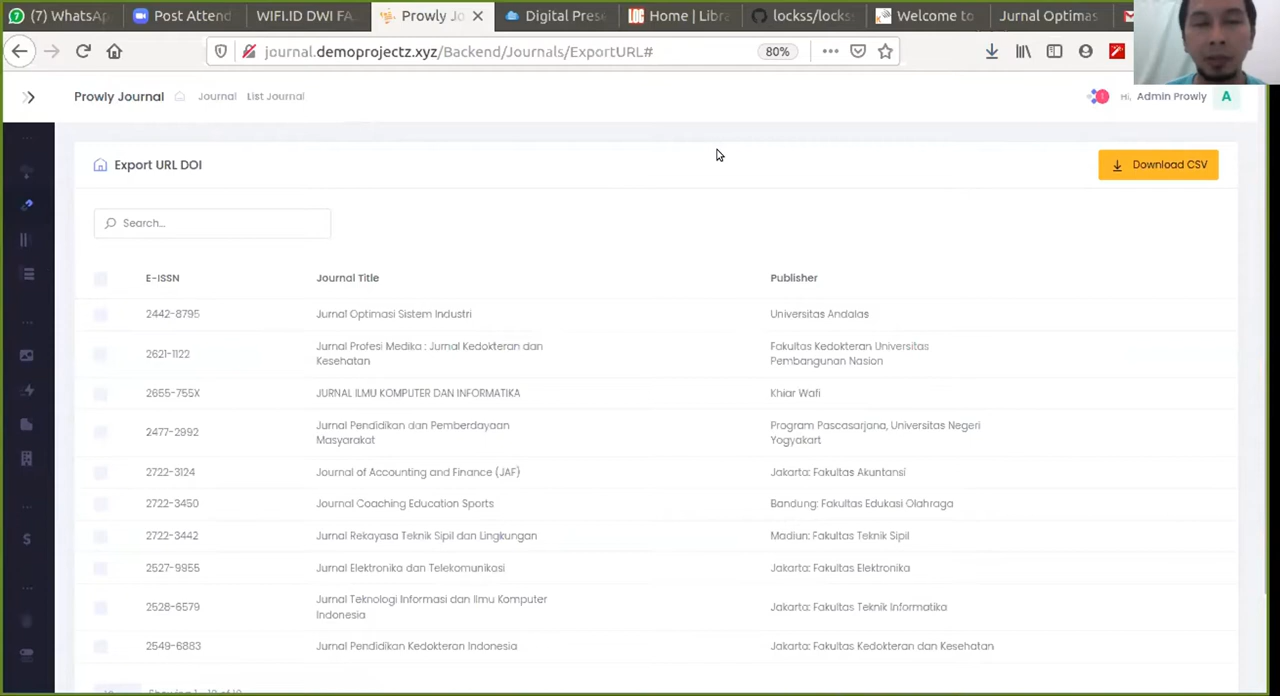 (7) WhatsA
Post Attend
WIFI.ID DWI FA
Prowly Jo
Digital Pres
LOC Home | Libra
lockss/locks
Welcome to
Jurnal Optimas
journal.demoprojectz.xyz/Backend/Journals/ExportURL#
80%
Prowly Journal
Journal
List Journal
Hi, Admin Prowly
A
Export URL DOI
Download CSV
Search...
E-ISSN Journal Title Publisher
2442-8795 Jurnal Optimasi Sistem Industri Universitas Andalas
2621-1122 Jurnal Profesi Medika : Jurnal Kedokteran dan Fakultas Kedokteran Universitas
Kesehatan Pembangunan Nasion
2655-755X JURNAL ILMU KOMPUTER DAN INFORMATIKA Khiar Wafi
2477-2992 Jurnal Pendidikan dan Pemberdayaan Program Pascasarjana, Universitas Negeri
Masyarakat Yogyakart
2722-3124 Journal of Accounting and Finance (JAF) Jakarta: Fakultas Akuntansi
2722-3450 Journal Coaching Education Sports Bandung: Fakultas Edukasi Olahraga
2722-3442 Jurnal Rekayasa Teknik Sipil dan Lingkungan Madiun: Fakultas Teknik Sipil
2527-9955 Jurnal Elektronika dan Telekomunikasi Jakarta: Fakultas Elektronika
2528-6579 Jurnal Teknologi Informasi dan Ilmu Komputer Jakarta: Fakultas Teknik Informatika
Indonesia
2549-6883 Jurnal Pendidikan Kedokteran Indonesia Jakarta: Fakultas Kedokteran dan Kesehatan